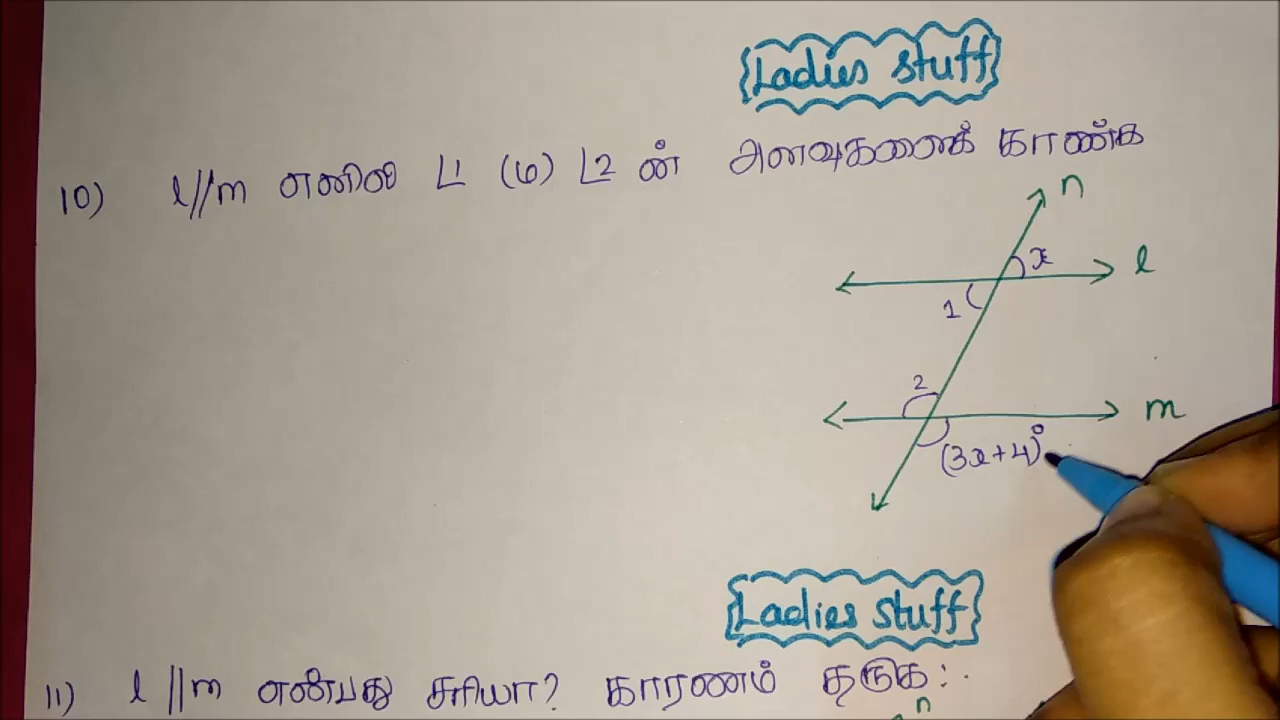 Ladies stuff
10) l//m எனில் ∠1 (ம) ∠2 ன் அளவுகளைக் காண்க
n
x
l
1
2
m
(3x+4)°
Ladies stuff
11) l||m என்பது சரியா? காரணம் தருக:.
n